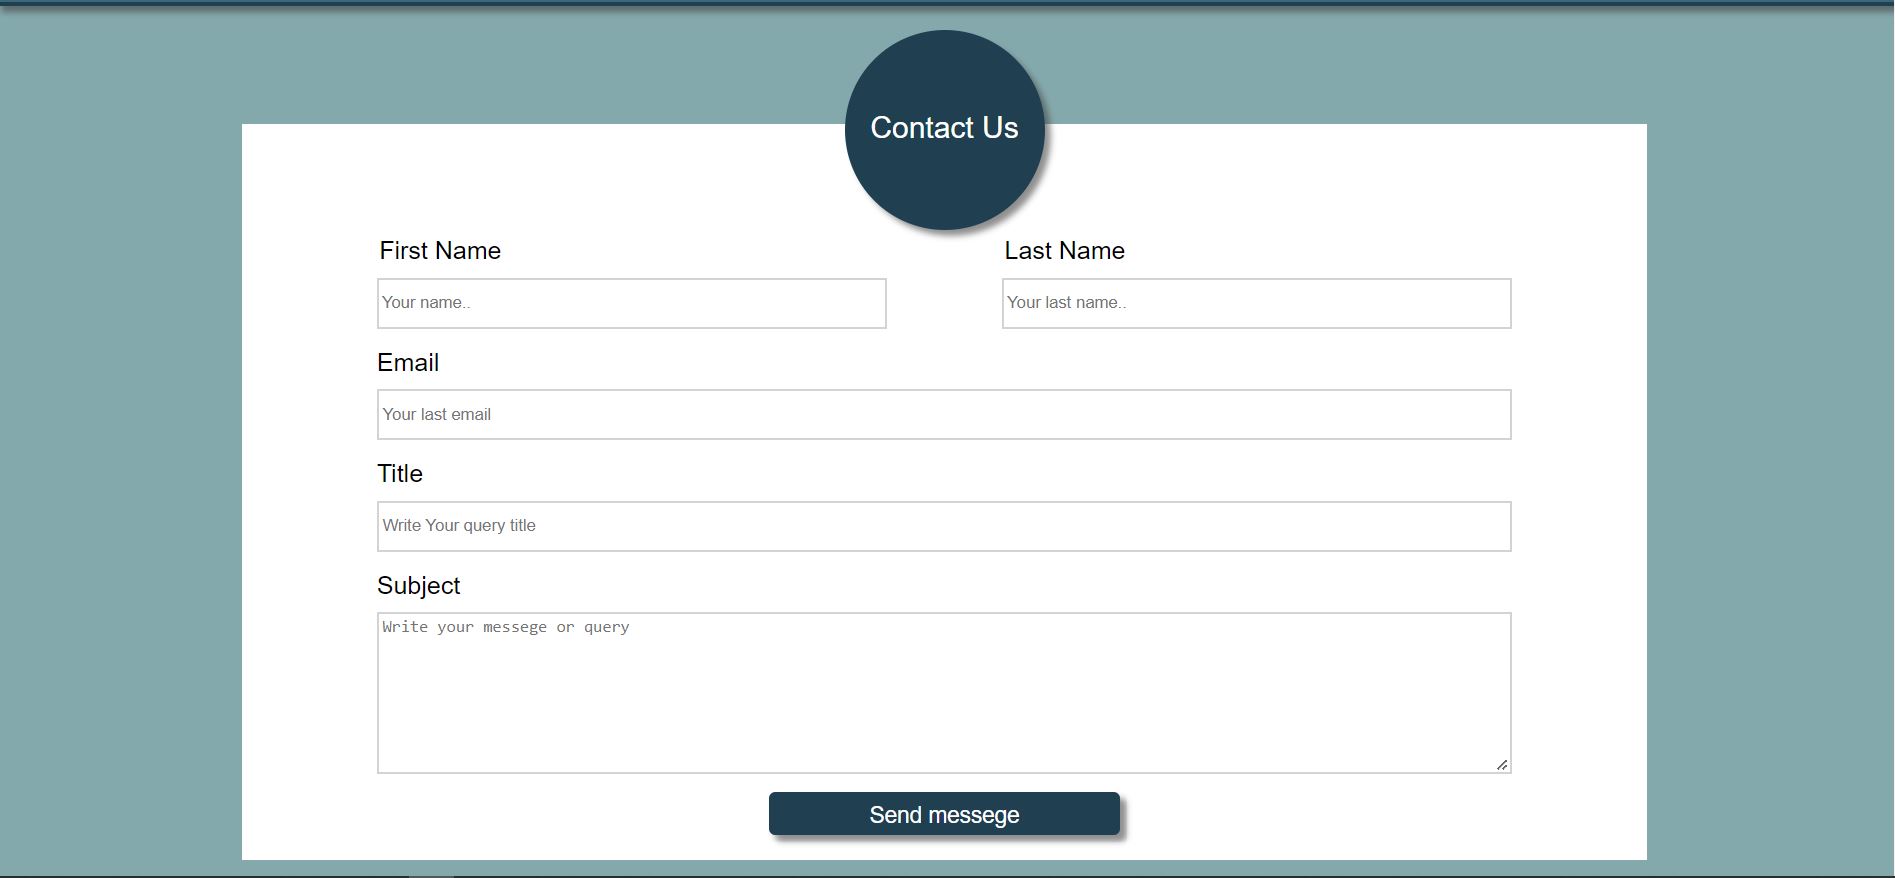 Contact Us
First Name
Last Name
Your name..
Your last name..
Email
Your last email
Title
Write Your query title
Subject
Write your messege or query
Send messege